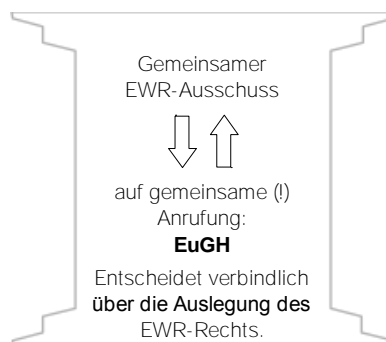 Gemeinsamer
EWR-Ausschuss
auf gemeinsame (!)
Anrufung:
EuGH
Entscheidet verbindlich
über die Auslegung des
EWR-Rechts.